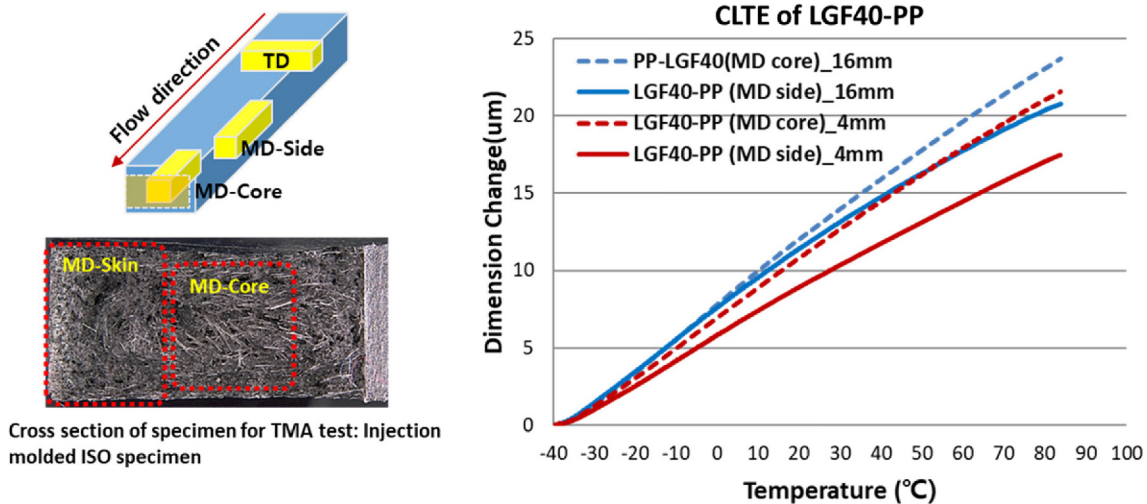 Flow direction
TD
MD-Side
MD-Core
MD-Skin
MD-Core
Cross section of specimen for TMA test: Injection
molded ISO specimen
CLTE of LGF40-PP
PP-LGF40(MD core)_16mm
LGF40-PP (MD side)_16mm
LGF40-PP (MD core)_4mm
LGF40-PP (MD side)_4mm
Dimension Change(um)
25
20
15
10
5
0
-40 -30 -20 -10 0 10 20 30 40 50 60 70 80 90 100
Temperature (℃)